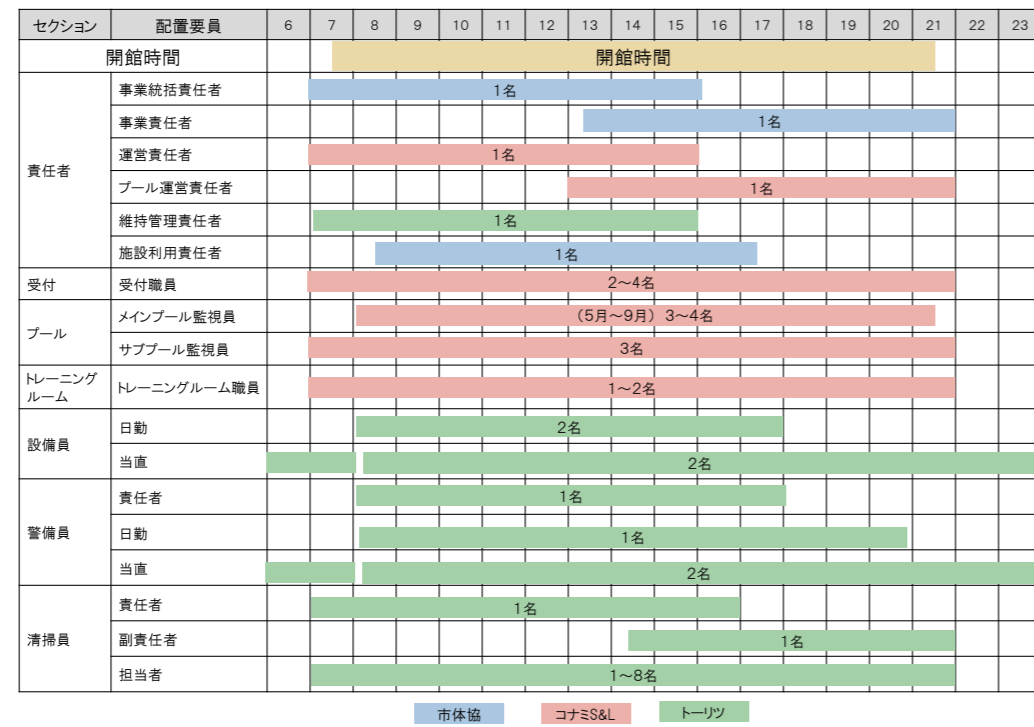 セクション 配置要員 6 7 8 9 10 11 12 13 14 15 16 17 18 19 20 21 22 23
開館時間 開館時間
責任者
事業統括責任者 1名
事業責任者 1名
運営責任者 1名
プール運営責任者 1名
維持管理責任者 1名
施設利用責任者 1名
受付 受付職員 2～4名
プール
メインプール監視員 （5月～9月）3～4名
サブプール監視員 3名
トレーニング
ルーム
トレーニングルーム職員 1～2名
設備員
日勤 2名
当直 2名
警備員
責任者 1名
日勤 1名
当直 2名
清掃員
責任者 1名
副責任者 1名
担当者 1～8名
市体協 コナミS&L トーリツ